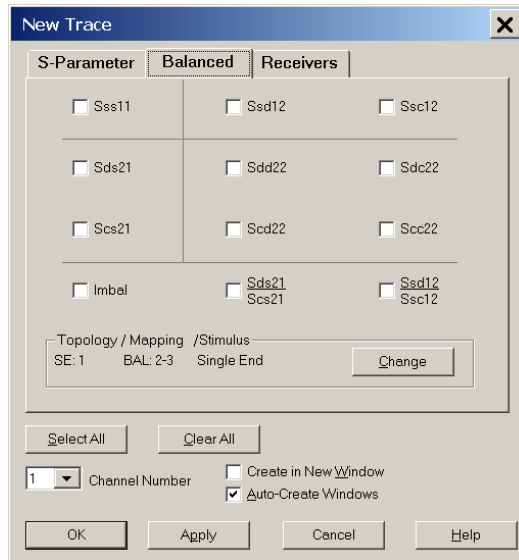 New Trace
S-Parameter Balanced Receivers
Sss11 Ssd12 Ssc12
Sds21 Sdd22 Sdc22
Scs21 Scd22 Scc22
Imbal Sds21 Ssd12
Scs21 Ssc12
Topology / Mapping /Stimulus
SE: 1 BAL: 2-3 Single End Change
Select All Clear All
1 Channel Number
Create in New Window
Auto-Create Windows
OK Apply Cancel Help